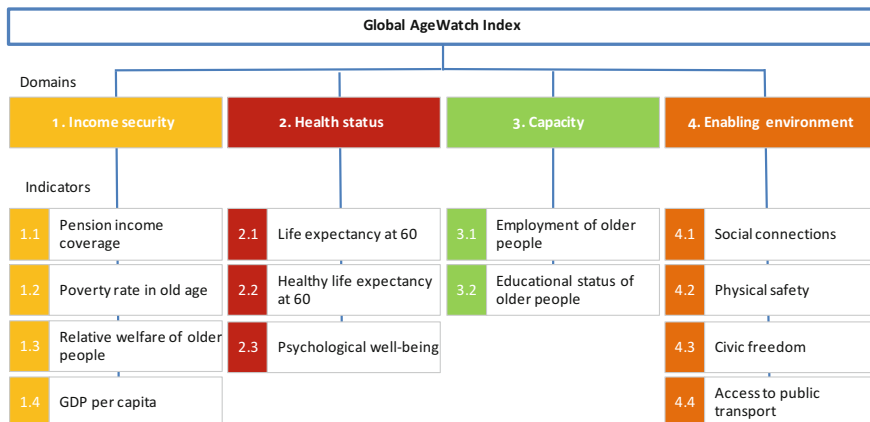 Global AgeWatch Index
Domains
1. Income security
2. Health status
3. Capacity
4. Enabling environment
Indicators
1.1
Pension income
coverage
1.2
Poverty rate in old age
1.3
Relative welfare of older
people
1.4
GDP per capita
2.1
Life expectancy at 60
2.2
Healthy life expectancy
at 60
2.3
Psychological well-being
3.1
Employment of older
people
3.2
Educational status of
older people
4.1
Social connections
4.2
Physical safety
4.3
Civic freedom
4.4
Access to public
transport